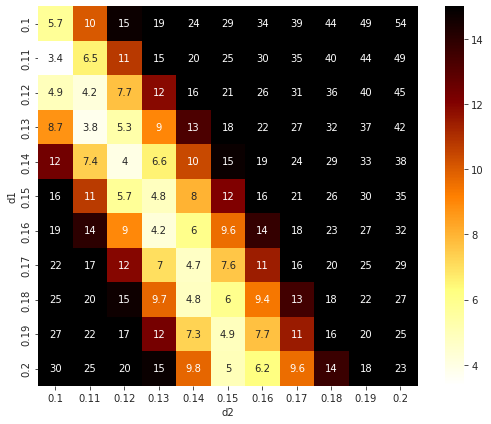 0.1 5.7 10 15 19 24 29 34 39 44 49 54
0.11 3.4 6.5 11 15 20 25 30 35 40 44 49
0.12 4.9 4.2 7.7 12 16 21 26 31 36 40 45
0.13 8.7 3.8 5.3 9 13 18 22 27 32 37 42
0.14 12 7.4 4 6.6 10 15 19 24 29 33 38
0.15 16 11 5.7 4.8 8 12 16 21 26 30 35
0.16 19 14 9 4.2 6 9.6 14 18 23 27 32
0.17 22 17 12 7 4.7 7.6 11 16 20 25 29
0.18 25 20 15 9.7 4.8 6 9.4 13 18 22 27
0.19 27 22 17 12 7.3 4.9 7.7 11 16 20 25
0.2 30 25 20 15 9.8 5 6.2 9.6 14 18 23
0.1 0.11 0.12 0.13 0.14 0.15 0.16 0.17 0.18 0.19 0.2
d2
d1
14
12
10
8
6
4